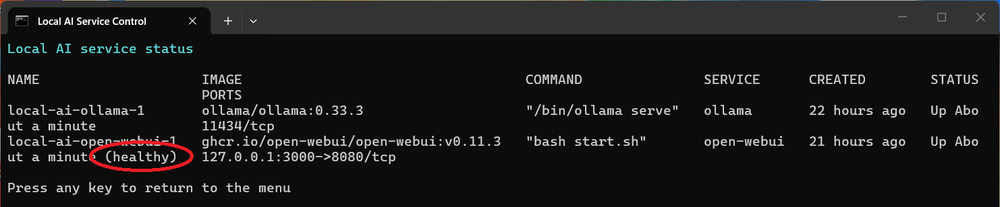 Local AI Service Control
Local AI service status
NAME IMAGE COMMAND SERVICE CREATED STATUS
PORTS
local-ai-ollama-1 ollama/ollama:0.33.3 "/bin/ollama serve" ollama 22 hours ago Up Abo
ut a minute 11434/tcp
local-ai-open-webui-1 ghcr.io/open-webui/open-webui:v0.11.3 "bash start.sh" open-webui 21 hours ago Up Abo
ut a minute (healthy) 127.0.0.1:3000->8080/tcp
Press any key to return to the menu